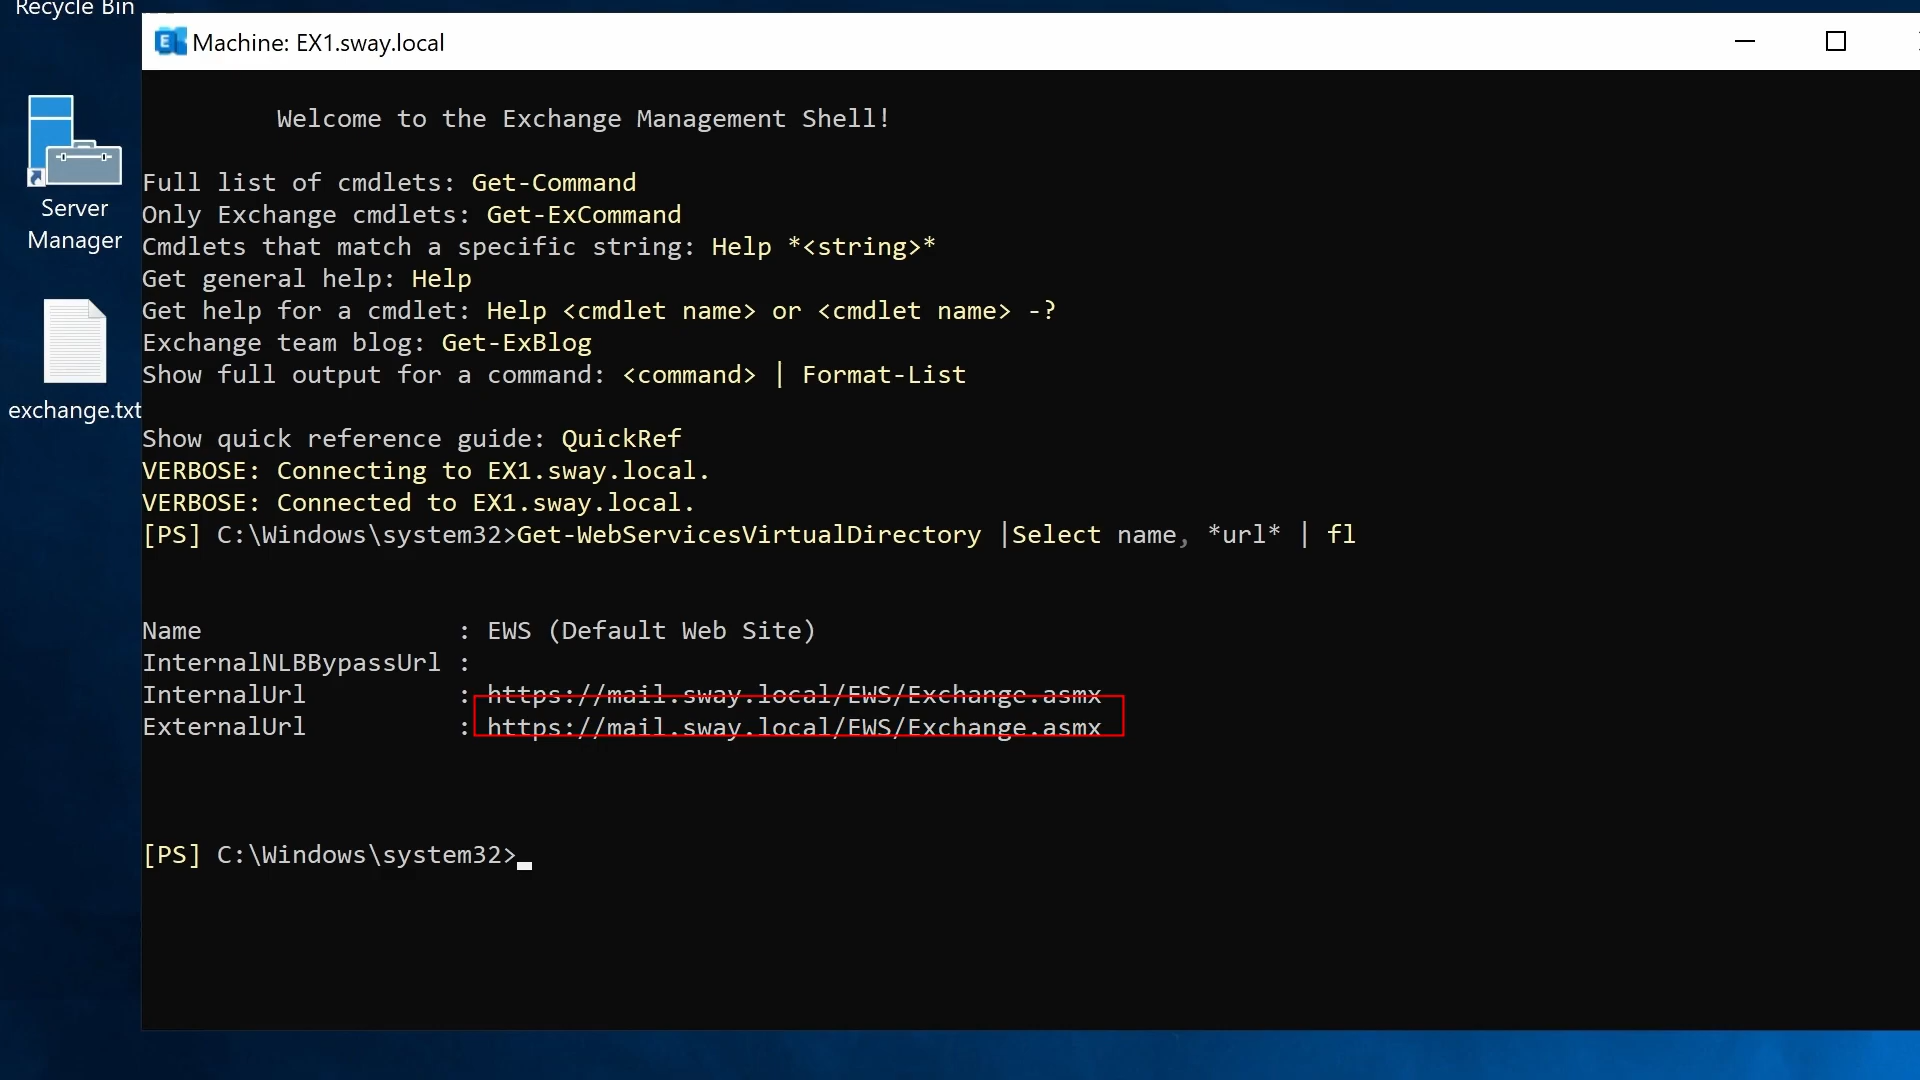 Recycle Bin
Machine: EX1.sway.local
Welcome to the Exchange Management Shell!
Server
Manager
exchange.txt
Full list of cmdlets: Get-Command
Only Exchange cmdlets: Get-ExCommand
Cmdlets that match a specific string: Help *<string>*
Get general help: Help
Get help for a cmdlet: Help <cmdlet name> or <cmdlet name> -?
Exchange team blog: Get-ExBlog
Show full output for a command: <command> | Format-List
Show quick reference guide: QuickRef
VERBOSE: Connecting to EX1.sway.local.
VERBOSE: Connected to EX1.sway.local.
[PS] C:\Windows\system32>Get-WebServicesVirtualDirectory |Select name, *url* | fl
Name : EWS (Default Web Site)
InternalNLBBypassUrl :
InternalUrl : https://mail.sway.local/EWS/Exchange.asmx
ExternalUrl : https://mail.sway.local/EWS/Exchange.asmx
[PS] C:\Windows\system32>